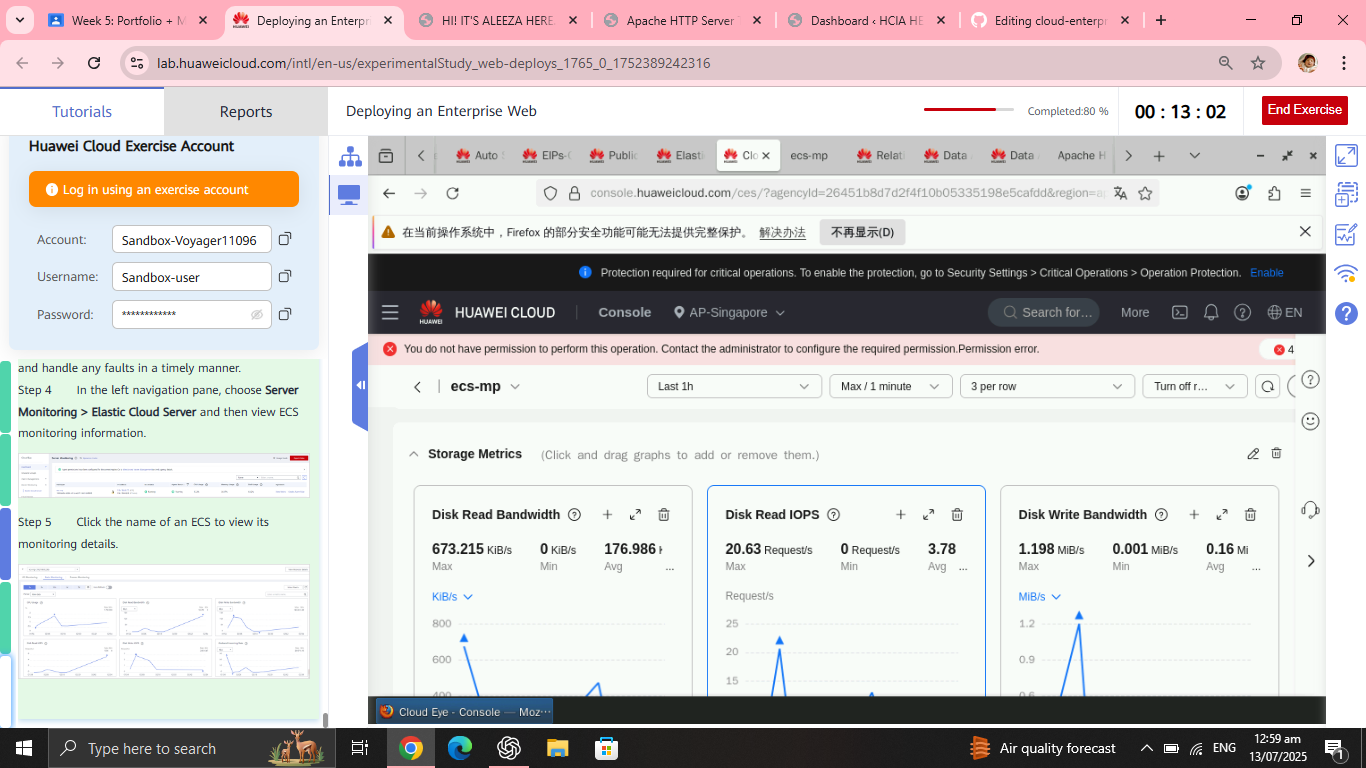 Week 5: Portfolio + M
Deploying an Enterpri
HI! IT'S ALEEZA HERE
Apache HTTP Server
Dashboard ‹ HCIA HE
Editing cloud-enterpr
lab.huaweicloud.com/intl/en-us/experimentalStudy_web-deploys_1765_0_1752389242316
Tutorials
Reports
Deploying an Enterprise Web
Completed:80 %
00 : 13 : 02
End Exercise
Huawei Cloud Exercise Account
Log in using an exercise account
Account:
Sandbox-Voyager11096
Username:
Sandbox-user
Password:
************
and handle any faults in a timely manner.
Step 4 In the left navigation pane, choose Server
Monitoring > Elastic Cloud Server and then view ECS
monitoring information.
Step 5 Click the name of an ECS to view its
monitoring details.
Auto
EIPs-
Public
Elasti
Clo
ecs-mp
Relat
Data
Data
Apache H
console.huaweicloud.com/ces/?agencyId=26451b8d7d2f4f10b05335198e5cafdd&region=ap
在当前操作系统中，Firefox 的部分安全功能可能无法提供完整保护。 解决办法 不再显示(D)
Protection required for critical operations. To enable the protection, go to Security Settings > Critical Operations > Operation Protection. Enable
HUAWEI
HUAWEI CLOUD
Console
AP-Singapore
Search for...
More
EN
You do not have permission to perform this operation. Contact the administrator to configure the required permission.Permission error.
4
ecs-mp
Last 1h
Max / 1 minute
3 per row
Turn off r...
Storage Metrics (Click and drag graphs to add or remove them.)
Disk Read Bandwidth
673.215 KiB/s
Max
0 KiB/s
Min
176.986
Avg
...
KiB/s
800
600
400
Disk Read IOPS
20.63 Request/s
Max
0 Request/s
Min
3.78
Avg
...
Request/s
25
20
15
Disk Write Bandwidth
1.198 MiB/s
Max
0.001 MiB/s
Min
0.16 Mi
Avg
...
MiB/s
1.2
0.9
0.6
Cloud Eye - Console — Moz…
Type here to search
Air quality forecast
ENG
12:59 am
13/07/2025
1